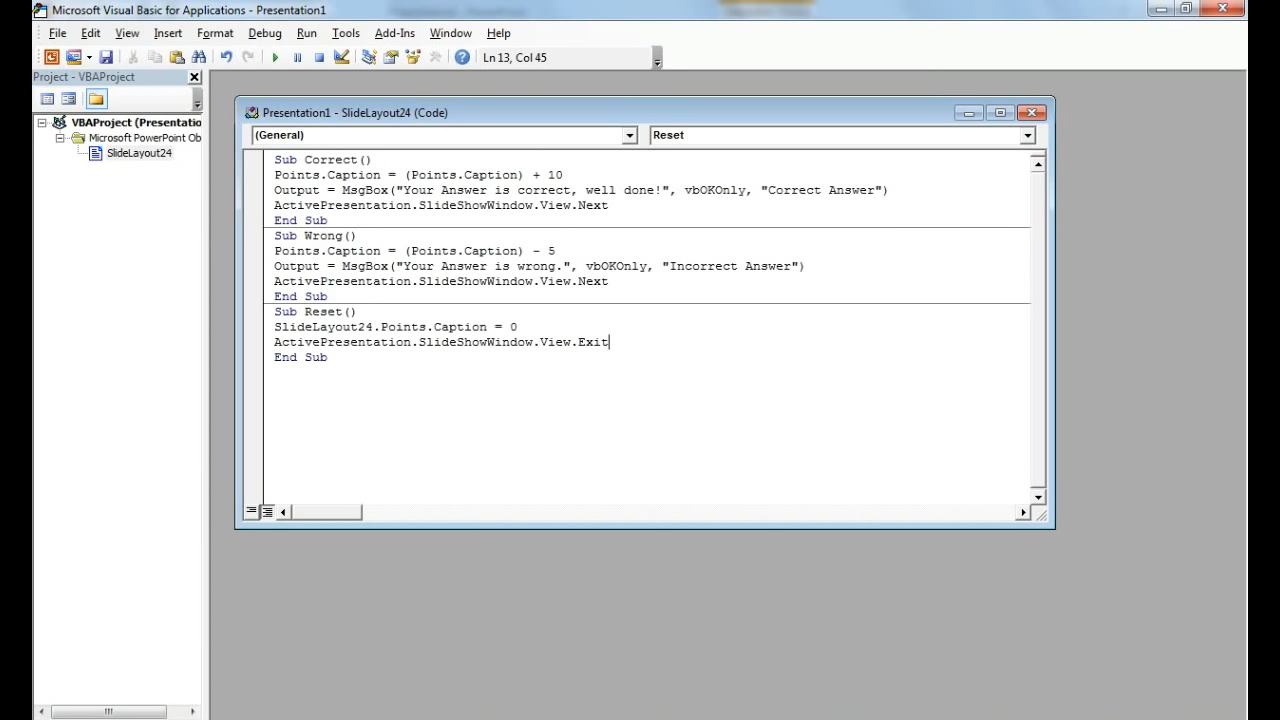 Microsoft Visual Basic for Applications - Presentation1
File Edit View Insert Format Debug Run Tools Add-Ins Window Help
Ln 13, Col 45
Project - VBAProject
VBAProject (Presentatio
Microsoft PowerPoint Ob
SlideLayout24
Presentation1 - SlideLayout24 (Code)
(General) Reset
Sub Correct()
Points.Caption = (Points.Caption) + 10
Output = MsgBox("Your Answer is correct, well done!", vbOKOnly, "Correct Answer")
ActivePresentation.SlideShowWindow.View.Next
End Sub
Sub Wrong()
Points.Caption = (Points.Caption) - 5
Output = MsgBox("Your Answer is wrong.", vbOKOnly, "Incorrect Answer")
ActivePresentation.SlideShowWindow.View.Next
End Sub
Sub Reset()
SlideLayout24.Points.Caption = 0
ActivePresentation.SlideShowWindow.View.Exit
End Sub